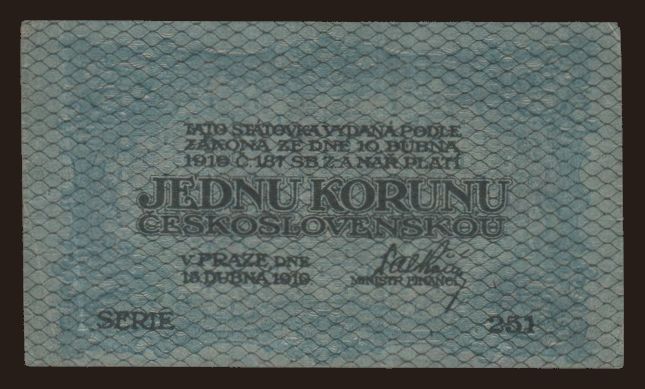 TATO STÁTOVKA VYDANÁ PODLE
ZÁKONA ZE DNE 10. DUBNA
1919 Č. 187 SB. Z. A NAŘ. PLATÍ
JEDNU KORUNU
ČESKOSLOVENSKOU
V PRAZE DNE
15. DUBNA 1919
MINISTR FINANCÍ
SERIE 251